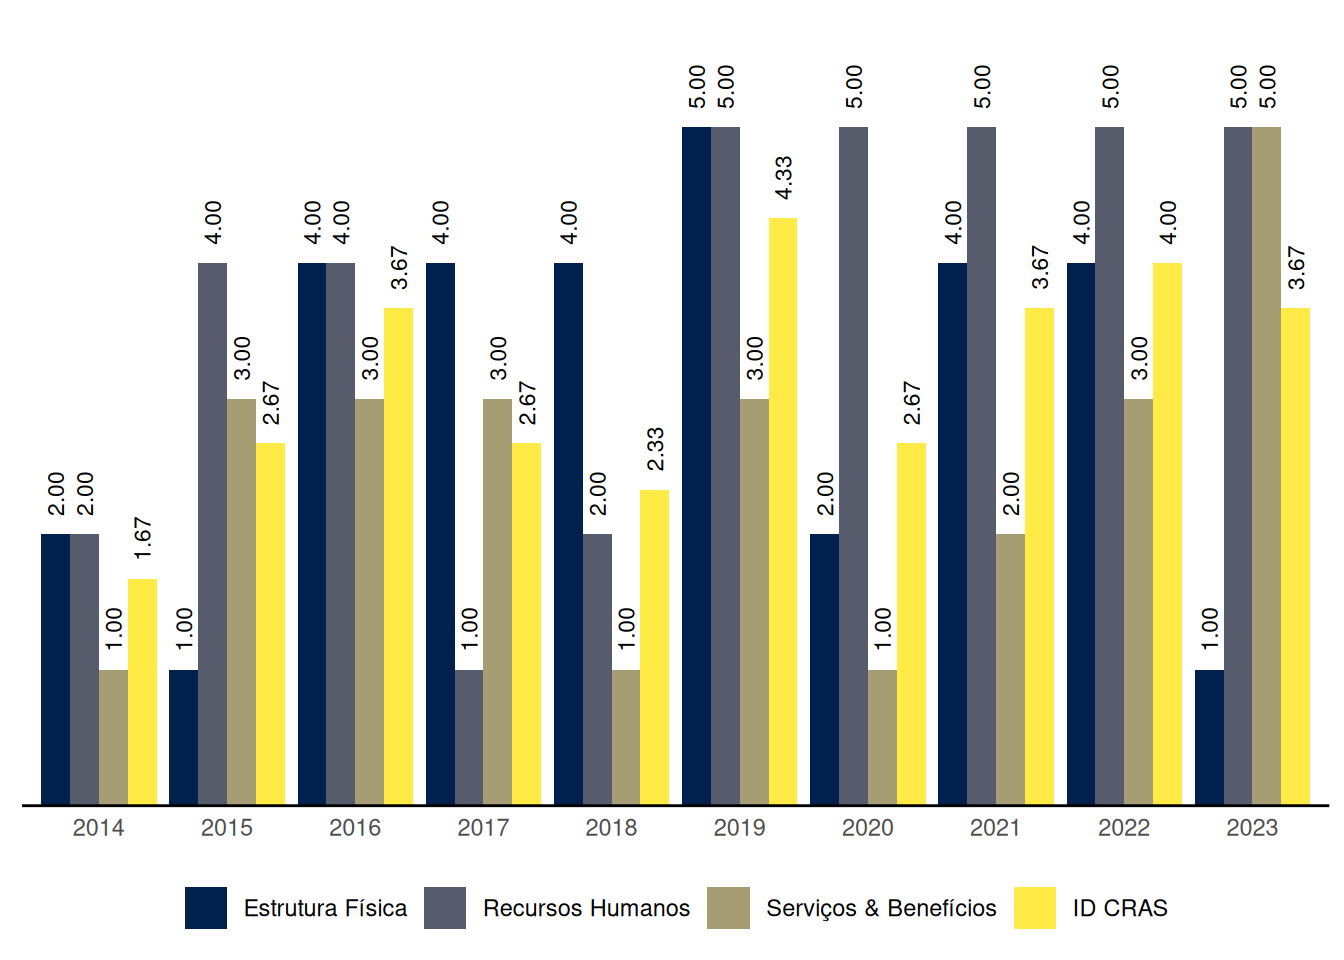 2.00 2.00 1.00 1.67
1.00 4.00 3.00 2.67
4.00 4.00 3.00 3.67
4.00 1.00 3.00 2.67
4.00 2.00 1.00 2.33
5.00 5.00 3.00 4.33
2.00 5.00 1.00 2.67
4.00 5.00 2.00 3.67
4.00 5.00 3.00 4.00
1.00 5.00 5.00 3.67
2014 2015 2016 2017 2018 2019 2020 2021 2022 2023
Estrutura Física Recursos Humanos Serviços & Benefícios ID CRAS